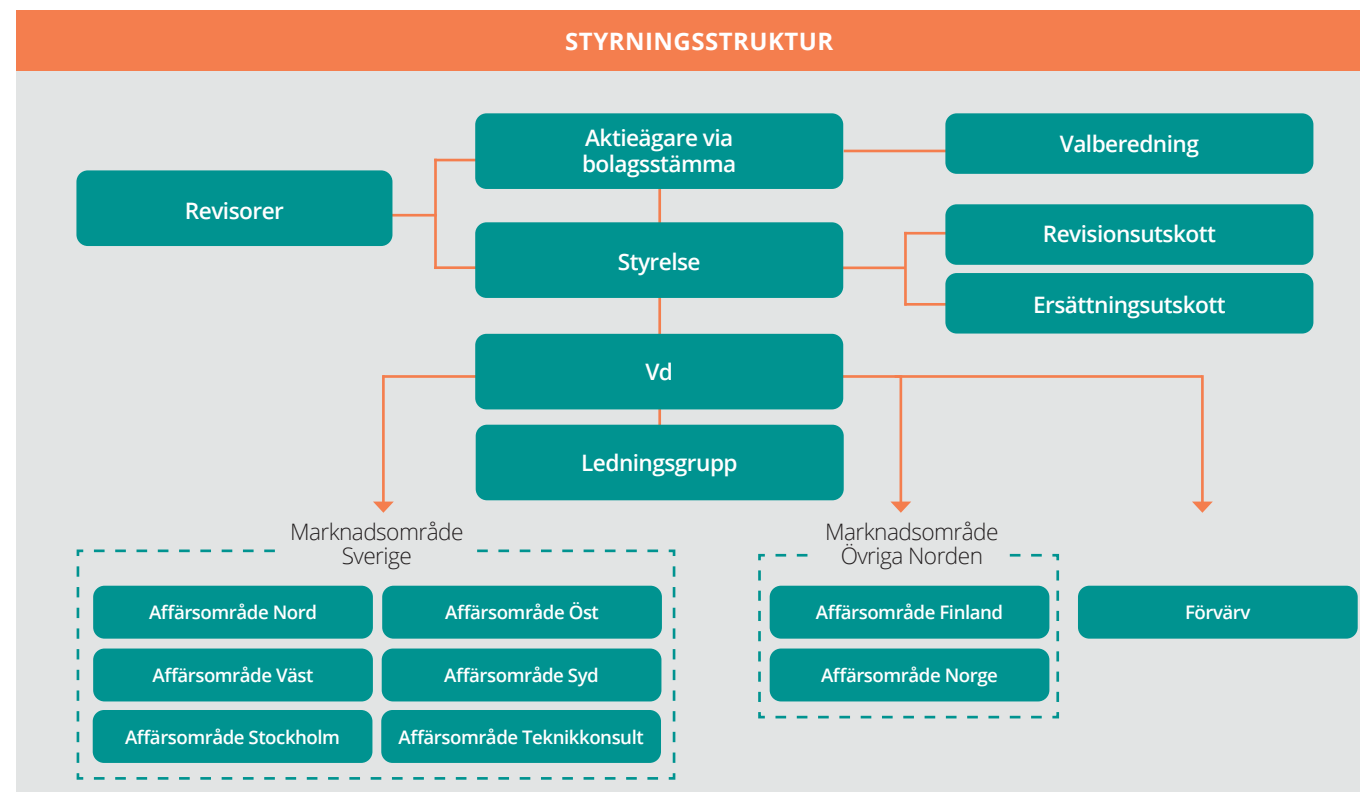 STYRNINGSSTRUKTUR
Aktieägare via
bolagsstämma
Valberedning
Revisorer
Styrelse
Revisionsutskott
Ersättningsutskott
Vd
Ledningsgrupp
Marknadsområde
Sverige
Affärsområde Nord
Affärsområde Öst
Affärsområde Väst
Affärsområde Syd
Affärsområde Stockholm
Affärsområde Teknikkonsult
Marknadsområde
Övriga Norden
Affärsområde Finland
Affärsområde Norge
Förvärv